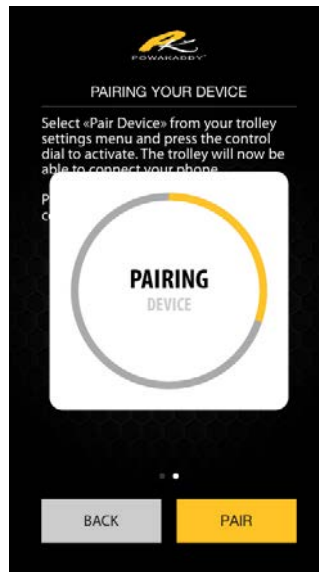 POWAKADDY
PAIRING YOUR DEVICE
Select «Pair Device» from your trolley
settings menu and press the control
dial to activate. The trolley will now be
able to connect your phone.
PAIRING
DEVICE
BACK
PAIR